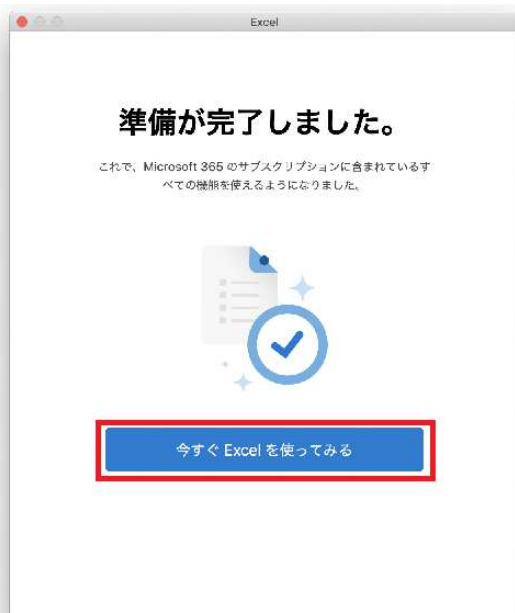 Excel
準備が完了しました。
これで、Microsoft 365 のサブスクリプションに含まれているす
べての機能を使えるようになりました。
今すぐ Excel を使ってみる